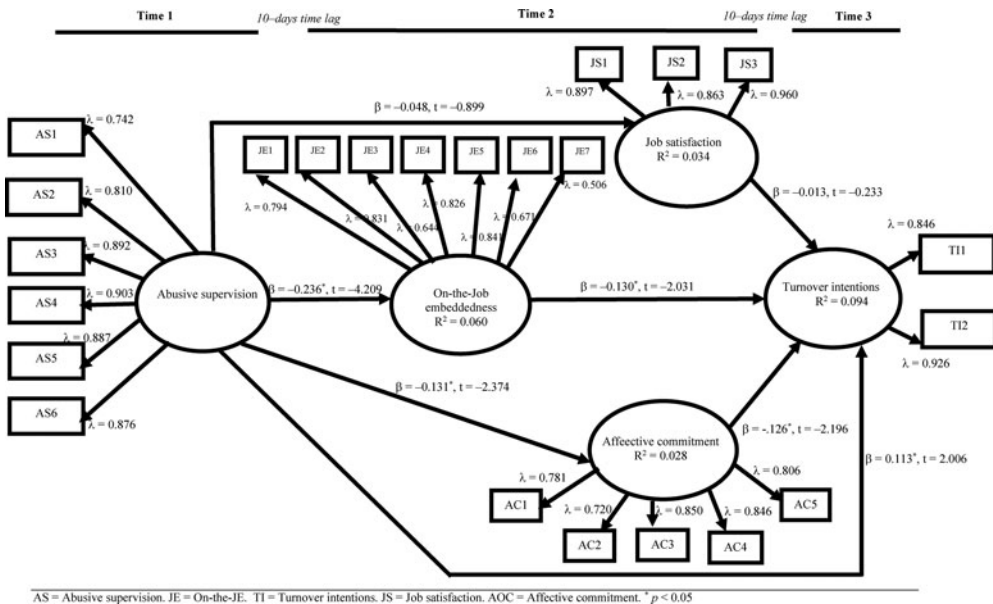 Time 1
10–days time lag
Time 2
10–days time lag
Time 3
JS1
JS2
JS3
λ = 0.897
λ = 0.863
λ = 0.960
β = –0.048, t = –0.899
Job satisfaction
R² = 0.034
AS1
λ = 0.742
AS2
λ = 0.810
AS3
λ = 0.892
AS4
λ = 0.903
AS5
λ = 0.887
AS6
λ = 0.876
JE1
JE2
JE3
JE4
JE5
JE6
JE7
λ = 0.794
λ = 0.831
λ = 0.644
λ = 0.826
λ = 0.841
λ = 0.671
λ = 0.506
β = –0.013, t = –0.233
Abusive supervision
β = –0.236*, t = –4.209
On-the-Job
embeddedness
R² = 0.060
β = –0.130*, t = –2.031
Turnover intentions
R² = 0.094
λ = 0.846
TI1
TI2
λ = 0.926
β = –0.131*, t = –2.374
Affeective commitment
R² = 0.028
β = -.126*, t = –2.196
β = 0.113*, t = 2.006
λ = 0.781
λ = 0.720
λ = 0.850
λ = 0.846
λ = 0.806
AC1
AC2
AC3
AC4
AC5
AS = Abusive supervision. JE = On-the-JE. TI = Turnover intentions. JS = Job satisfaction. AOC = Affective commitment. * p < 0.05